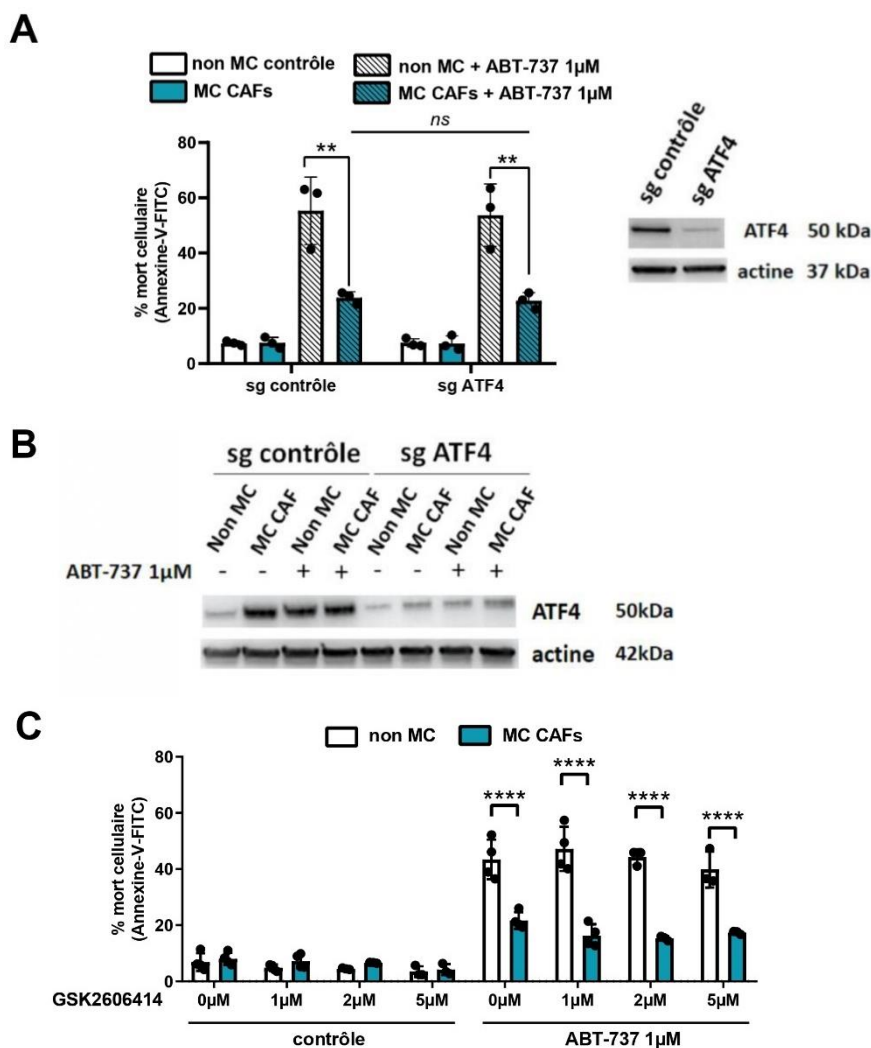 A
non MC contrôle
non MC + ABT-737 1µM
MC CAFs
MC CAFs + ABT-737 1µM
ns
** **
% mort cellulaire
(Annexine-V-FITC)
80
60
40
20
0
sg contrôle sg ATF4
sg contrôle
sg ATF4
ATF4 50 kDa
actine 37 kDa
B
sg contrôle sg ATF4
Non MC MC CAF Non MC MC CAF Non MC MC CAF Non MC MC CAF
ABT-737 1µM - - + + - - + +
ATF4 50kDa
actine 42kDa
C
non MC MC CAFs
% mort cellulaire
(Annexine-V-FITC)
80
60
40
20
0
**** **** **** ****
GSK2606414 0µM 1µM 2µM 5µM 0µM 1µM 2µM 5µM
contrôle ABT-737 1µM